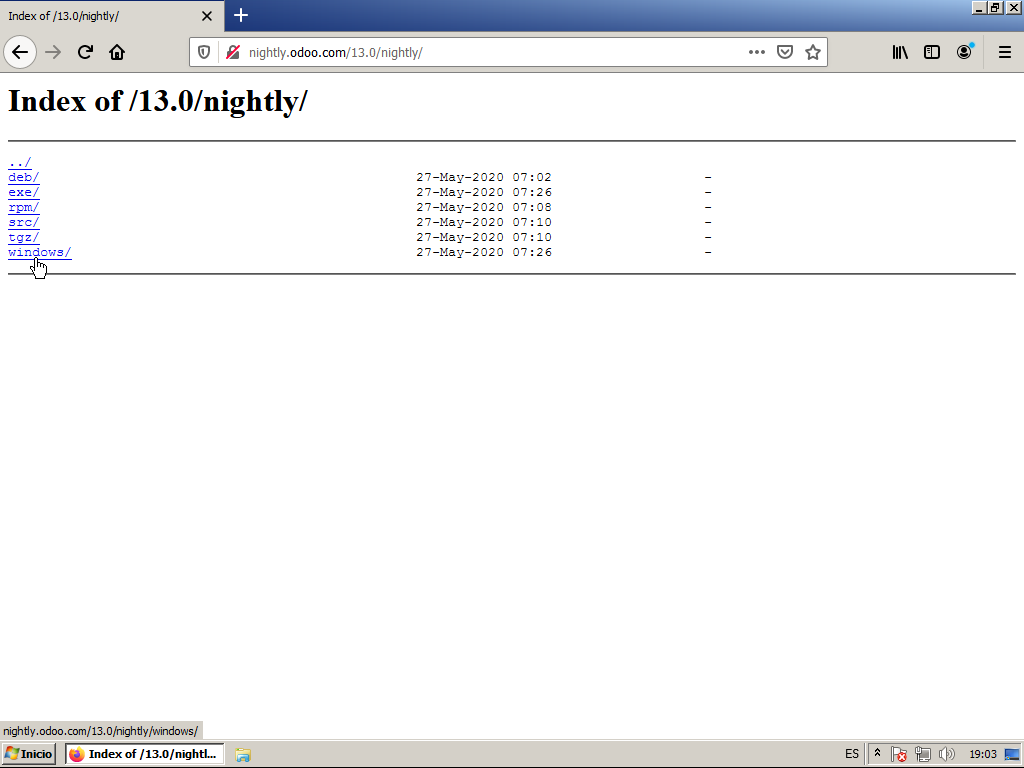 Index of /13.0/nightly/
nightly.odoo.com/13.0/nightly/
Index of /13.0/nightly/
../
deb/ 27-May-2020 07:02 -
exe/ 27-May-2020 07:26 -
rpm/ 27-May-2020 07:08 -
src/ 27-May-2020 07:10 -
tgz/ 27-May-2020 07:10 -
windows/ 27-May-2020 07:26 -
nightly.odoo.com/13.0/nightly/windows/
Inicio Index of /13.0/nightl... ES 19:03